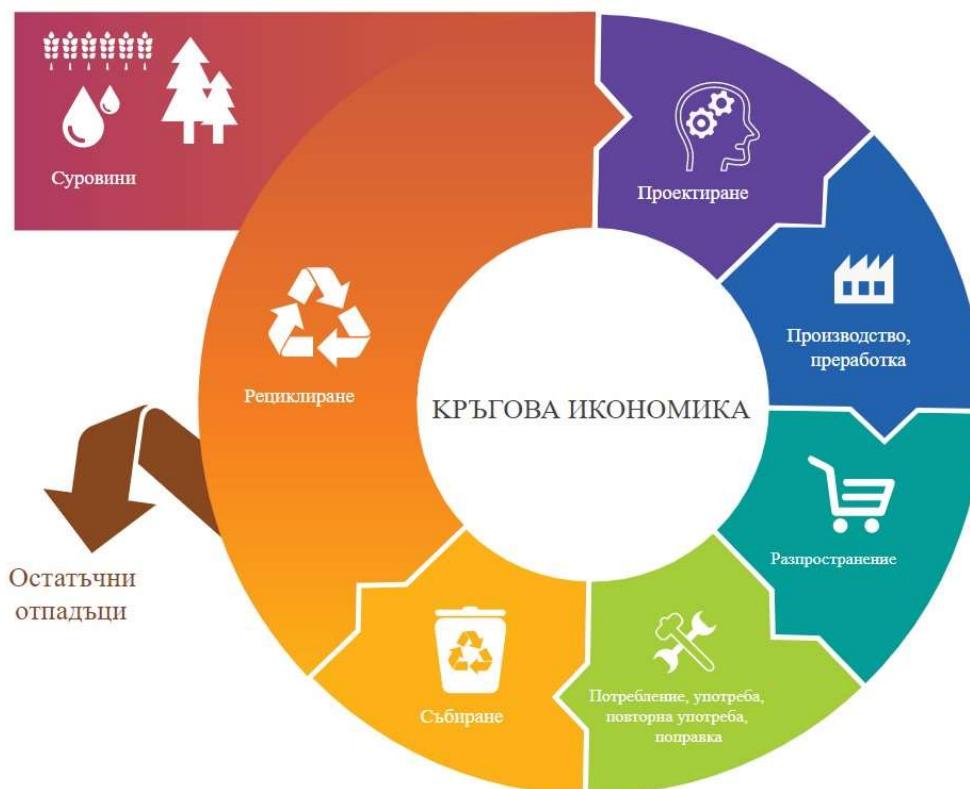 Суровини
Проектиране
Производство,
преработка
Рециклиране
КРЪГОВА ИКОНОМИКА
Разпространение
Остатъчни
отпадъци
Събиране
Потребление, употреба,
повторна употреба,
поправка